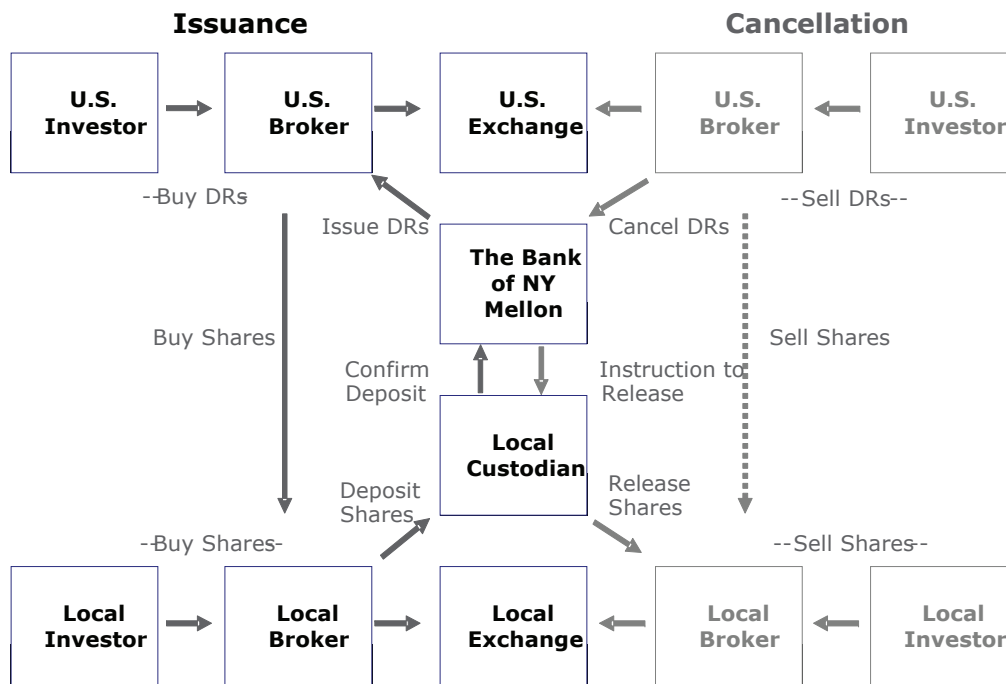 Issuance
Cancellation
U.S.
Investor
U.S.
Broker
U.S.
Exchange
U.S.
Broker
U.S.
Investor
--Buy DRs-
--Sell DRs--
Issue DRs
Cancel DRs
The Bank
of NY
Mellon
Buy Shares
Sell Shares
Confirm
Deposit
Instruction to
Release
Local
Custodian
Deposit
Shares
Release
Shares
--Buy Shares--
--Sell Shares--
Local
Investor
Local
Broker
Local
Exchange
Local
Broker
Local
Investor